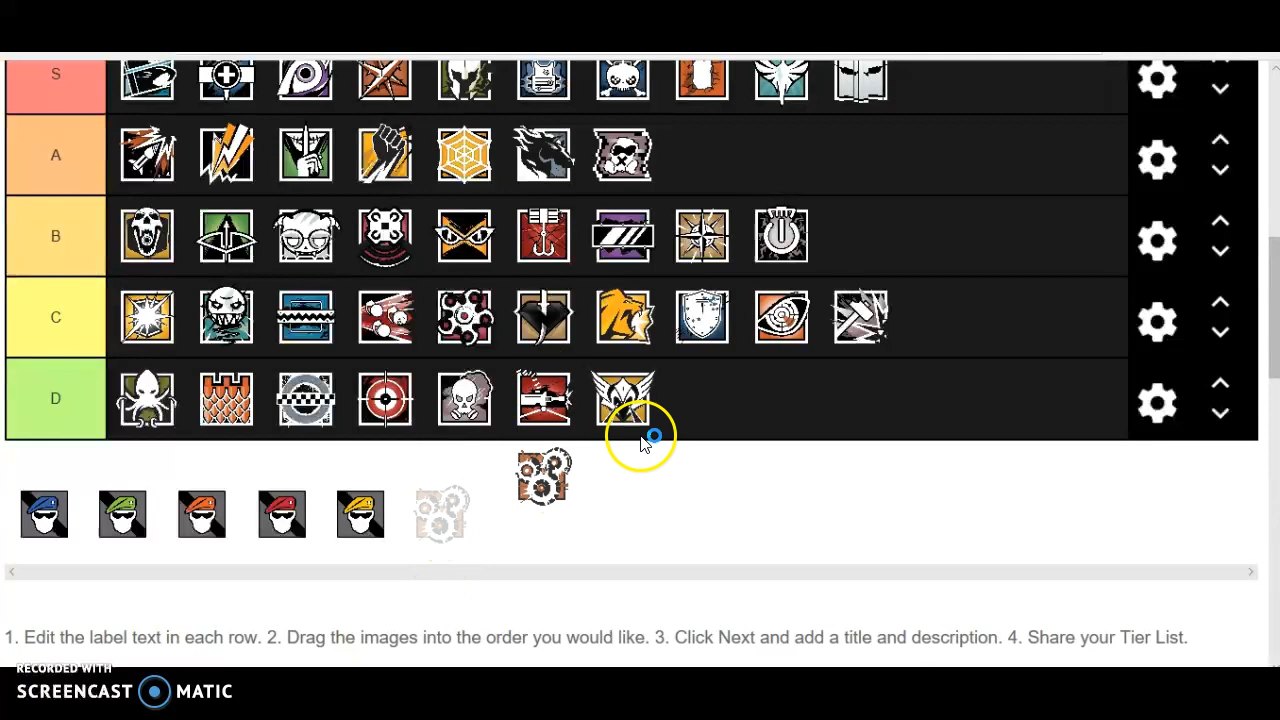 S
A
B
C
D
1. Edit the label text in each row. 2. Drag the images into the order you would like. 3. Click Next and add a title and description. 4. Share your Tier List.
RECORDED WITH
SCREENCAST MATIC